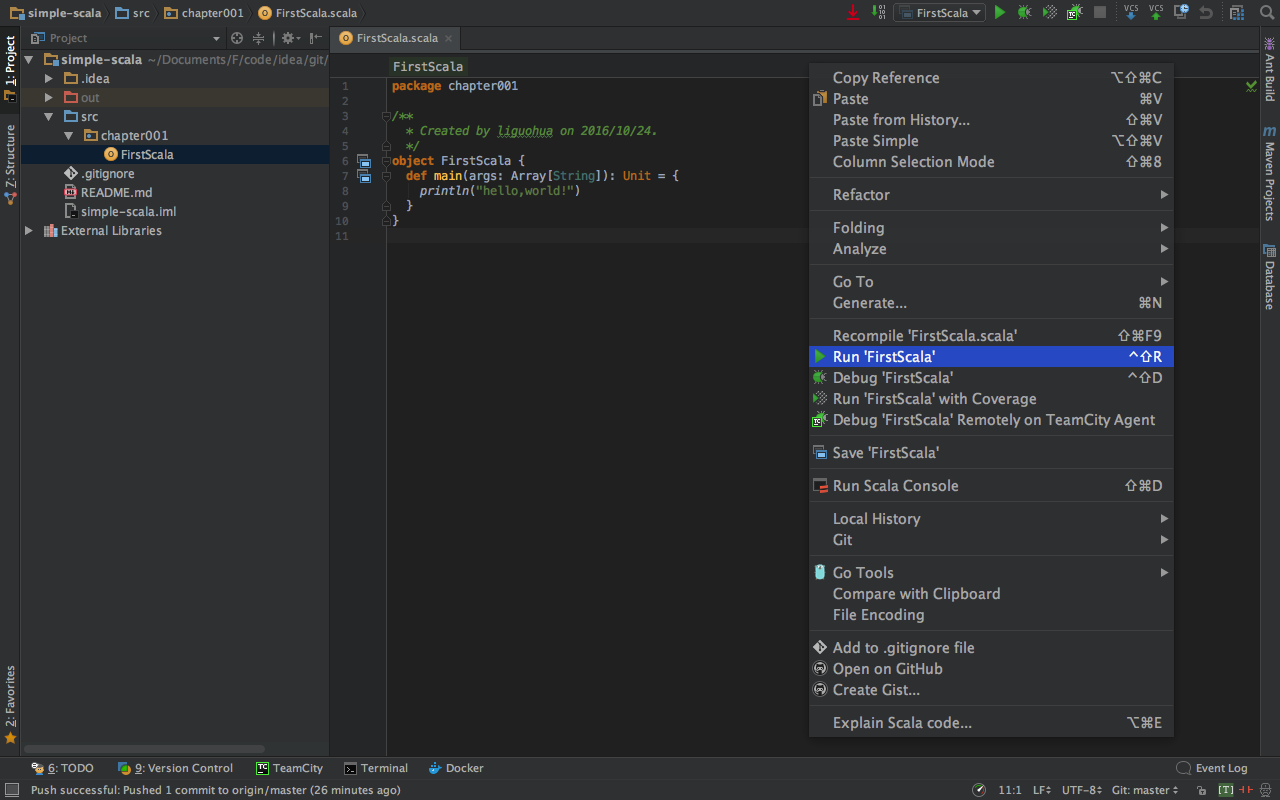 simple-scala src chapter001 FirstScala.scala
FirstScala
VCS VCS
1: Project
Z: Structure
2: Favorites
Project
simple-scala ~/Documents/F/code/idea/git/
.idea
out
src
chapter001
FirstScala
.gitignore
README.md
simple-scala.iml
External Libraries
FirstScala.scala
FirstScala
1 package chapter001
2
3 /**
4 * Created by liguohua on 2016/10/24.
5 */
6 object FirstScala {
7 def main(args: Array[String]): Unit = {
8 println("hello,world!")
9 }
10 }
11
Copy Reference ⌥⇧⌘C
Paste ⌘V
Paste from History... ⇧⌘V
Paste Simple ⌥⇧⌘V
Column Selection Mode ⇧⌘8
Refactor
Folding
Analyze
Go To
Generate... ⌘N
Recompile 'FirstScala.scala' ⇧⌘F9
Run 'FirstScala' ^⇧R
Debug 'FirstScala' ^⇧D
Run 'FirstScala' with Coverage
Debug 'FirstScala' Remotely on TeamCity Agent
Save 'FirstScala'
Run Scala Console ⇧⌘D
Local History
Git
Go Tools
Compare with Clipboard
File Encoding
Add to .gitignore file
Open on GitHub
Create Gist...
Explain Scala code... ⌥⌘E
Ant Build
Maven Projects
Database
6: TODO 9: Version Control TeamCity Terminal Docker Event Log
Push successful: Pushed 1 commit to origin/master (26 minutes ago) 11:1 LF UTF-8 Git: master [T]